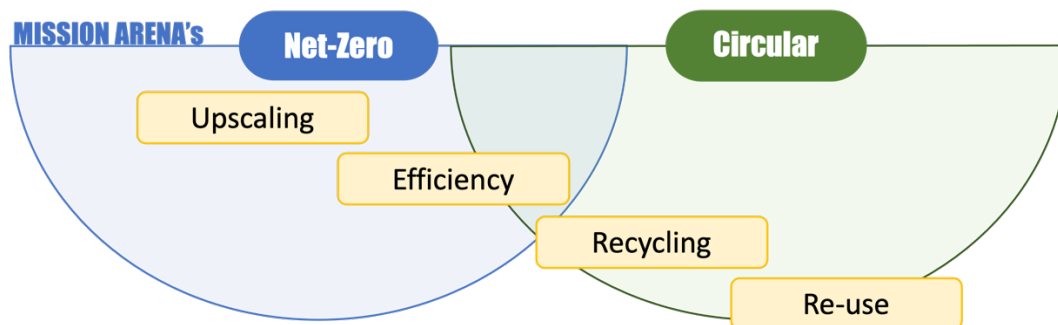 MISSION ARENA's
Net-Zero
Circular
Upscaling
Efficiency
Recycling
Re-use